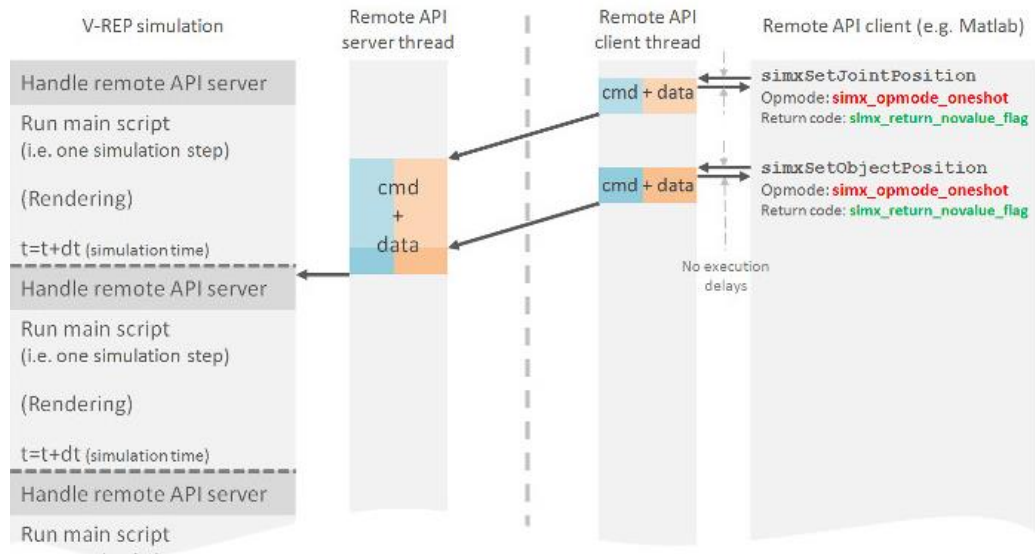 V-REP simulation
Remote API
server thread
Remote API
client thread
Remote API client (e.g. Matlab)
Handle remote API server
Run main script
(i.e. one simulation step)
(Rendering)
t=t+dt (simulation time)
Handle remote API server
Run main script
(i.e. one simulation step)
(Rendering)
t=t+dt (simulation time)
Handle remote API server
Run main script
cmd
+
data
cmd + data
cmd + data
simxSetJointPosition
Opmode: simx_opmode_oneshot
Return code: simx_return_novalue_flag
simxSetObjectPosition
Opmode: simx_opmode_oneshot
Return code: simx_return_novalue_flag
No execution
delays